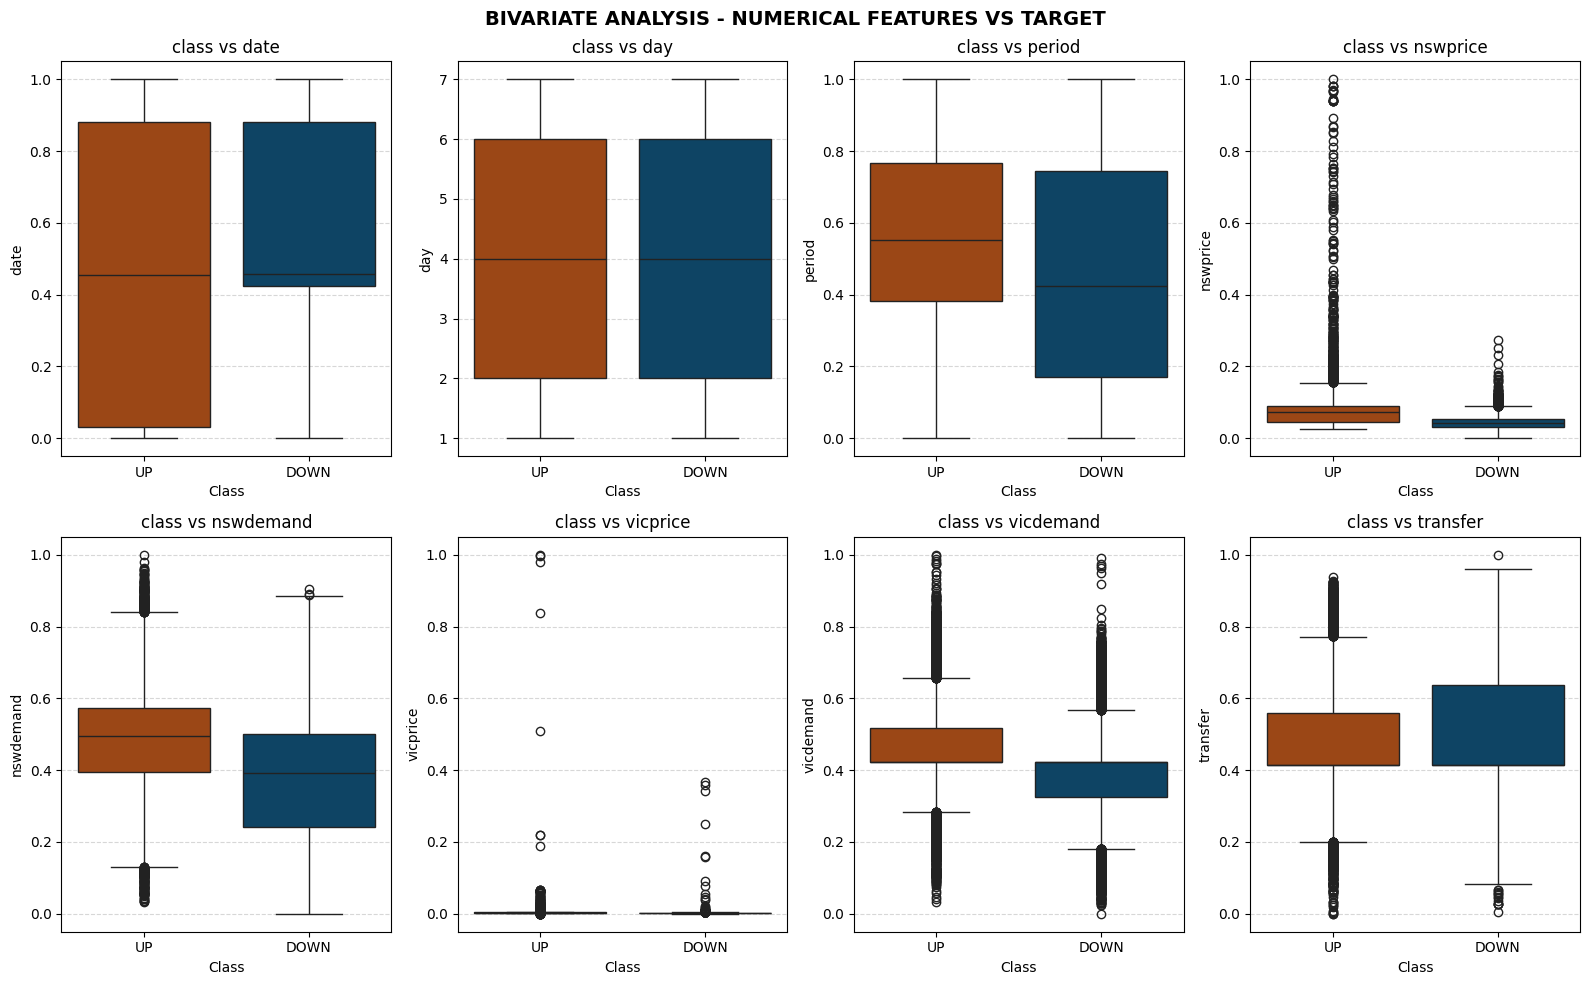 BIVARIATE ANALYSIS - NUMERICAL FEATURES VS TARGET
class vs date
1.0
0.8
0.6
0.4
0.2
0.0
date
UP
DOWN
Class
class vs day
7
6
5
4
3
2
1
day
UP
DOWN
Class
class vs period
1.0
0.8
0.6
0.4
0.2
0.0
period
UP
DOWN
Class
class vs nswprice
1.0
0.8
0.6
0.4
0.2
0.0
nswprice
UP
DOWN
Class
class vs nswdemand
1.0
0.8
0.6
0.4
0.2
0.0
nswdemand
UP
DOWN
Class
class vs vicprice
1.0
0.8
0.6
0.4
0.2
0.0
vicprice
UP
DOWN
Class
class vs vicdemand
1.0
0.8
0.6
0.4
0.2
0.0
vicdemand
UP
DOWN
Class
class vs transfer
1.0
0.8
0.6
0.4
0.2
0.0
transfer
UP
DOWN
Class